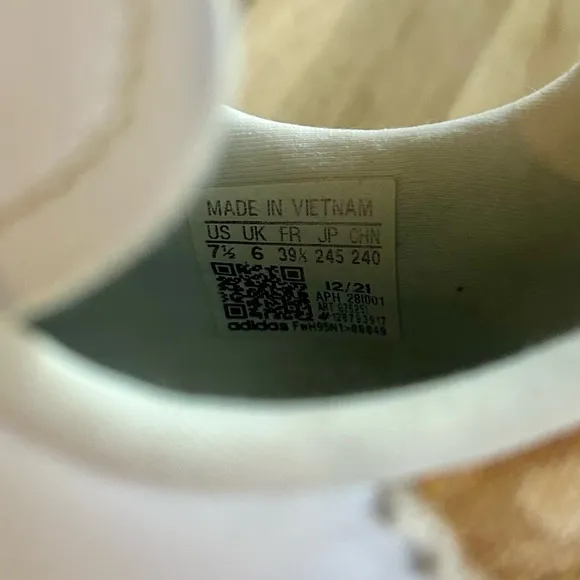 MADE IN VIETNAM
US UK FR JP CHN
7½ 6 39⅓ 245 240
12/21
APH 281001
ART
adidas